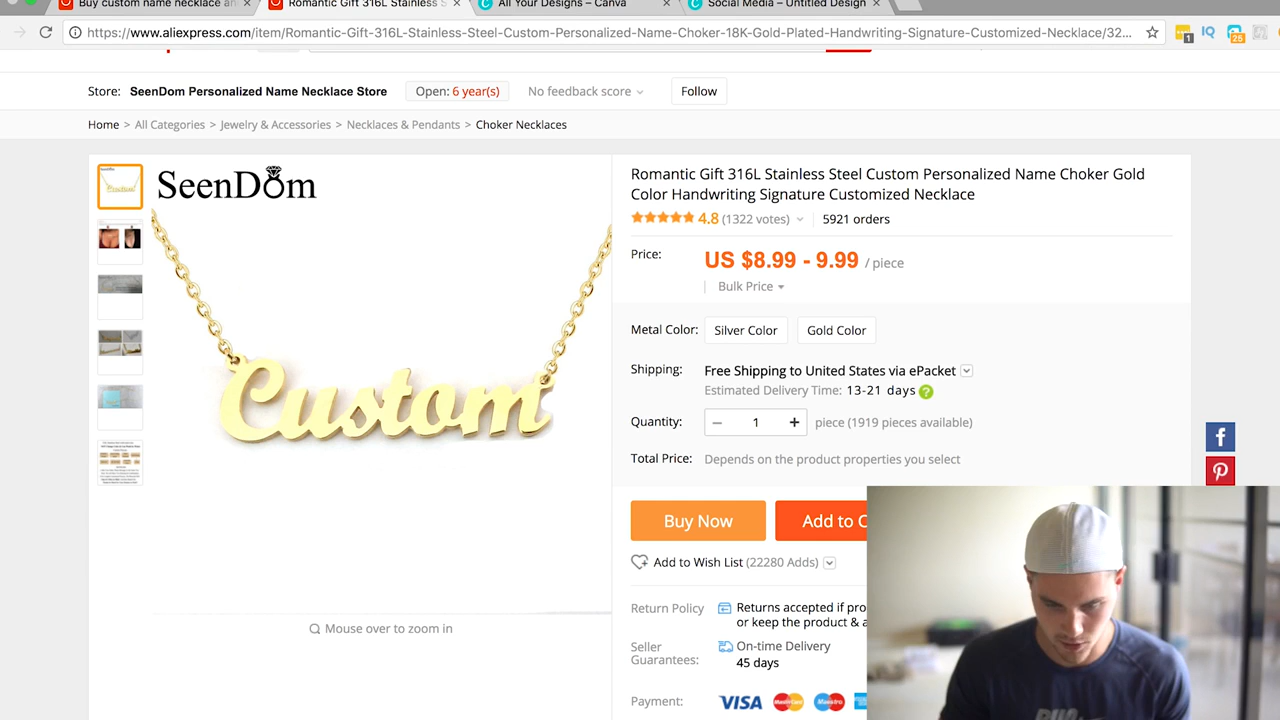 Buy custom name necklace an
Romantic Gift 316L Stainless S
All Your Designs – Canva
Social Media – Untitled Design
https://www.aliexpress.com/item/Romantic-Gift-316L-Stainless-Steel-Custom-Personalized-Name-Choker-18K-Gold-Plated-Handwriting-Signature-Customized-Necklace/32...
1
IQ
25
Store: SeenDom Personalized Name Necklace Store Open: 6 year(s) No feedback score Follow
Home > All Categories > Jewelry & Accessories > Necklaces & Pendants > Choker Necklaces
SeenDom
Custom
Mouse over to zoom in
Romantic Gift 316L Stainless Steel Custom Personalized Name Choker Gold
Color Handwriting Signature Customized Necklace
4.8 (1322 votes) 5921 orders
Price: US $8.99 - 9.99 / piece
Bulk Price
Metal Color: Silver Color Gold Color
Shipping: Free Shipping to United States via ePacket
Estimated Delivery Time: 13-21 days ?
Quantity: – 1 + piece (1919 pieces available)
Total Price: Depends on the product properties you select
Buy Now Add to C
Add to Wish List (22280 Adds)
Return Policy Returns accepted if pro
or keep the product & a
Seller
Guarantees: On-time Delivery
45 days
Payment: VISA MasterCard Maestro